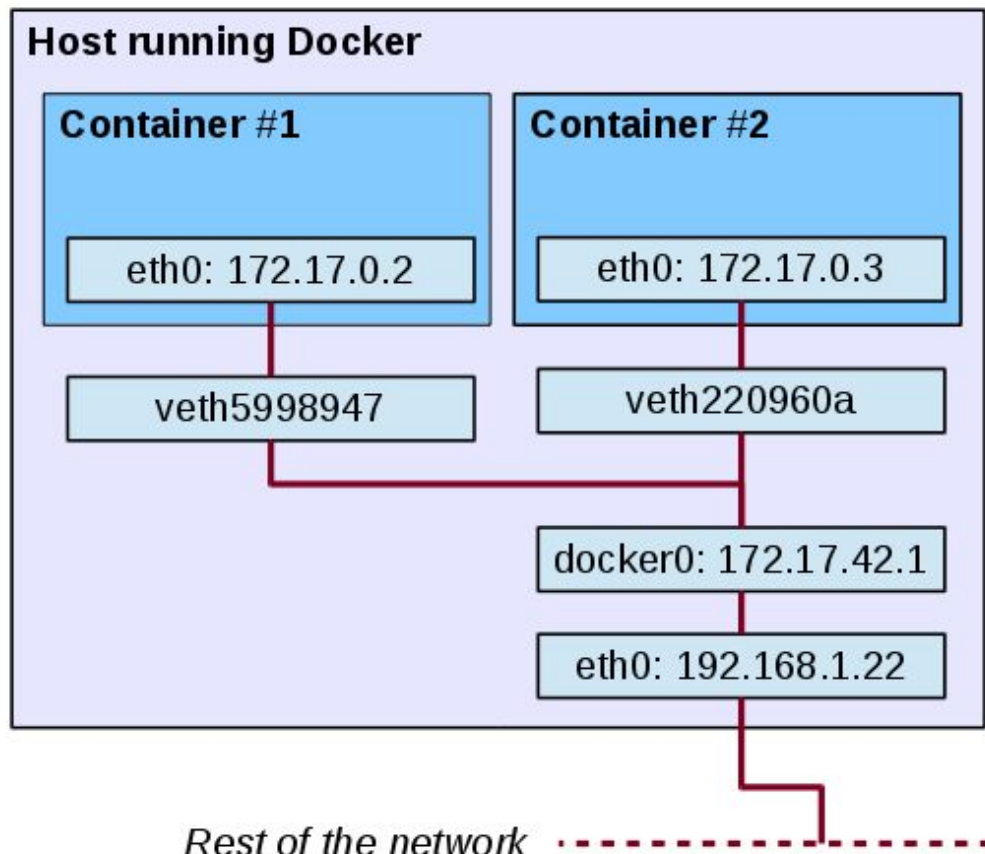 Host running Docker
Container #1
Container #2
eth0: 172.17.0.2
eth0: 172.17.0.3
veth5998947
veth220960a
docker0: 172.17.42.1
eth0: 192.168.1.22
Rest of the network